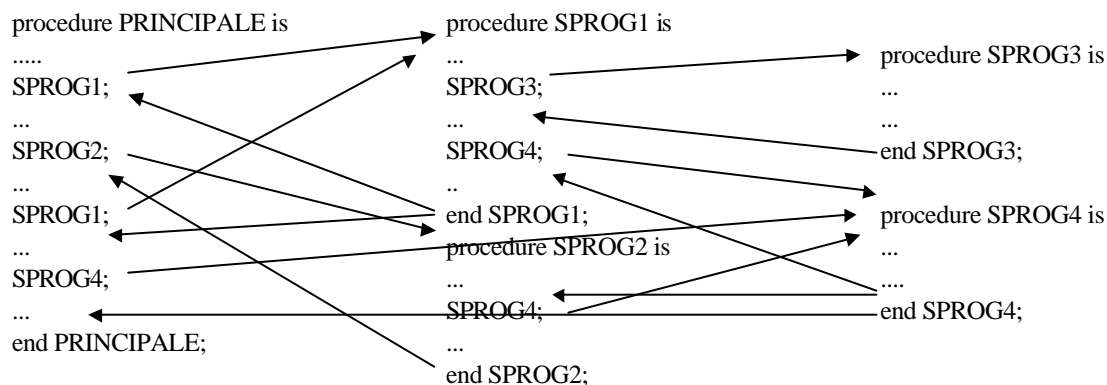 procedure PRINCIPALE is
.....
SPROG1;
...
SPROG2;
...
SPROG1;
...
SPROG4;
...
end PRINCIPALE;
procedure SPROG1 is
...
SPROG3;
...
SPROG4;
..
end SPROG1;
procedure SPROG2 is
...
SPROG4;
...
end SPROG2;
procedure SPROG3 is
...
...
end SPROG3;
procedure SPROG4 is
...
....
end SPROG4;